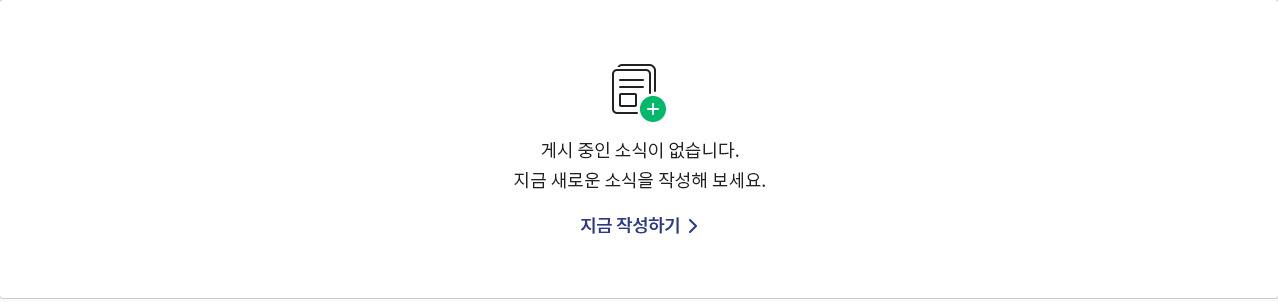 게시 중인 소식이 없습니다.
지금 새로운 소식을 작성해 보세요.
지금 작성하기